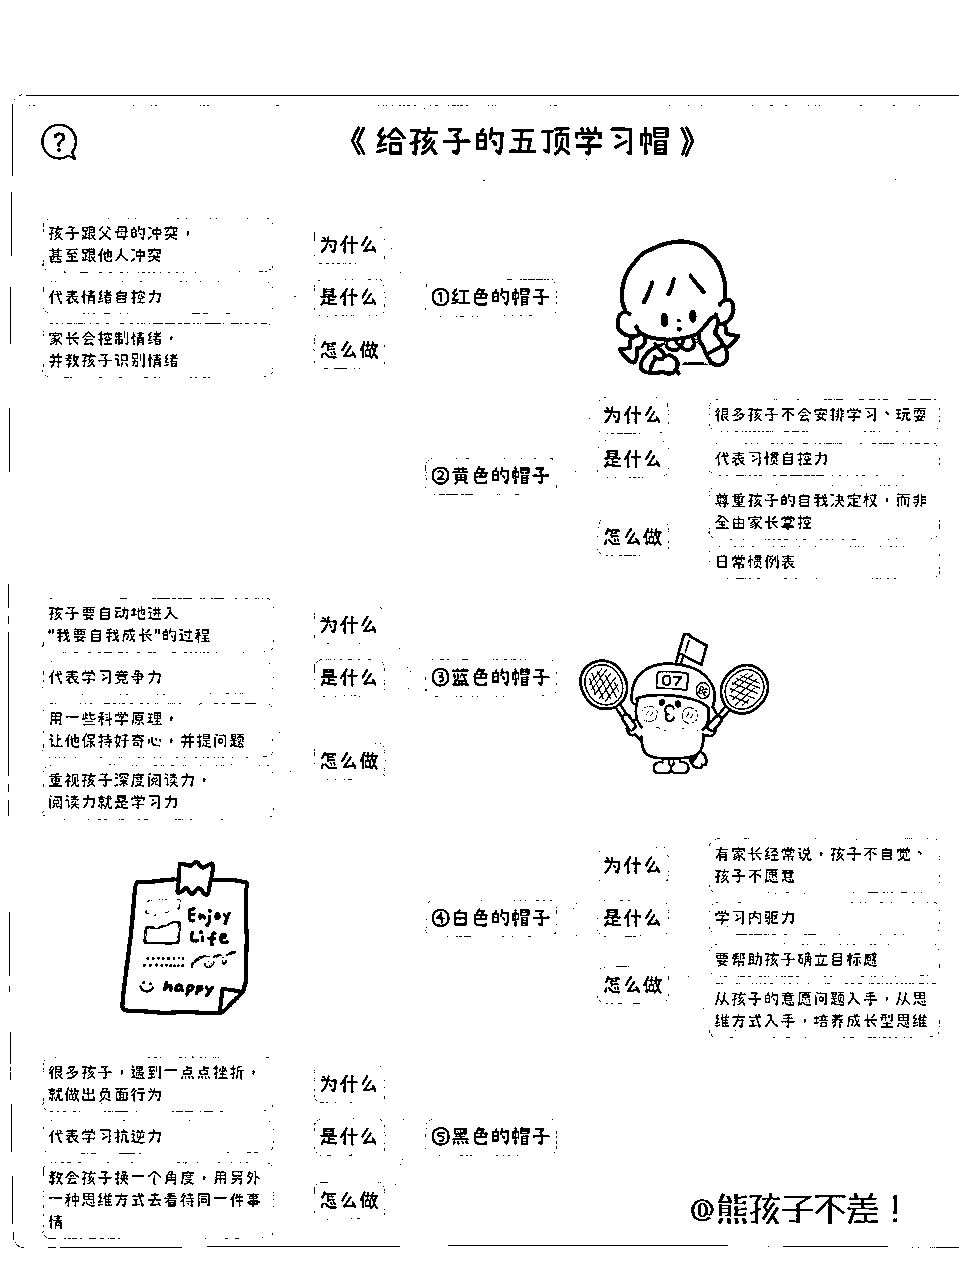 ?
《给孩子的五顶学习帽》
孩子跟父母的冲突，
甚至跟他人冲突
为什么
代表情绪自控力
是什么
①红色的帽子
家长会控制情绪，
并教孩子识别情绪
怎么做
为什么
很多孩子不会安排学习、玩耍
②黄色的帽子
是什么
代表习惯自控力
怎么做
尊重孩子的自我决定权，而非
全由家长掌控
日常惯例表
孩子要自动地进入
"我要自我成长"的过程
为什么
代表学习竞争力
是什么
③蓝色的帽子
用一些科学原理，
让他保持好奇心，并提问题
怎么做
重视孩子深度阅读力，
阅读力就是学习力
07
为什么
有家长经常说，孩子不自觉、
孩子不愿意
④白色的帽子
是什么
学习内驱力
怎么做
要帮助孩子确立目标感
从孩子的意愿问题入手，从思
维方式入手，培养成长型思维
Enjoy
Life
happy
很多孩子，遇到一点点挫折，
就做出负面行为
为什么
代表学习抗逆力
是什么
⑤黑色的帽子
教会孩子换一个角度，用另外
一种思维方式去看待同一件事
情
怎么做
@熊孩子不差！